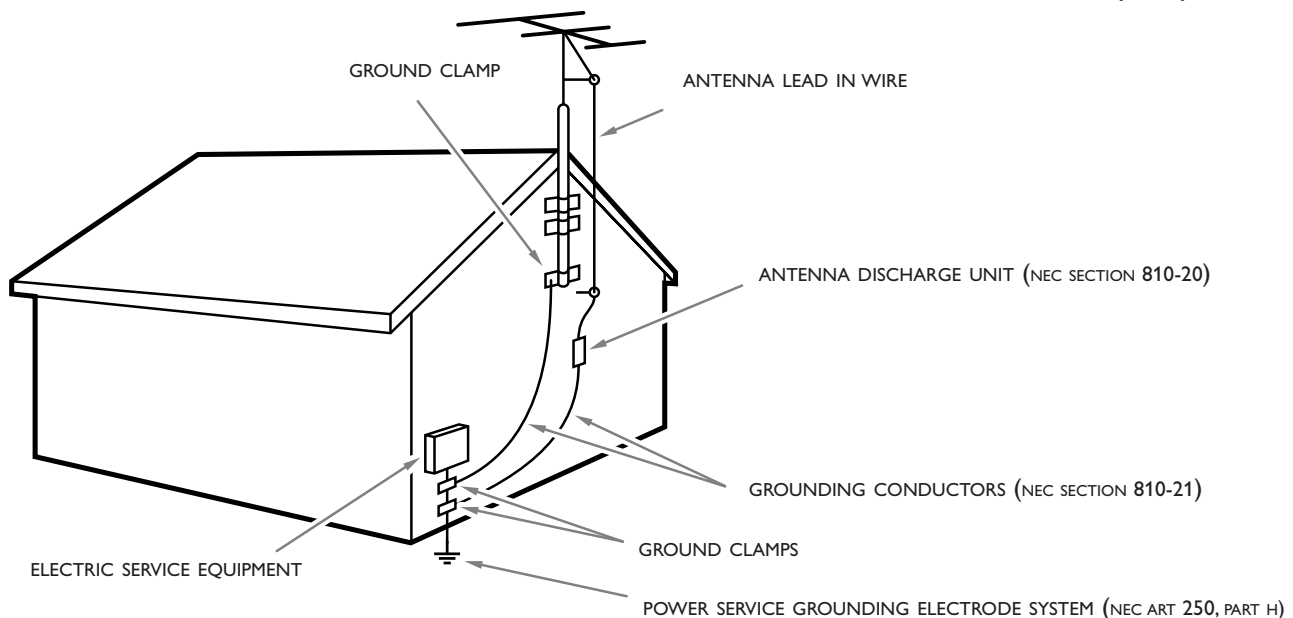 GROUND CLAMP
ANTENNA LEAD IN WIRE
ANTENNA DISCHARGE UNIT (NEC SECTION 810-20)
GROUNDING CONDUCTORS (NEC SECTION 810-21)
GROUND CLAMPS
ELECTRIC SERVICE EQUIPMENT
POWER SERVICE GROUNDING ELECTRODE SYSTEM (NEC ART 250, PART H)